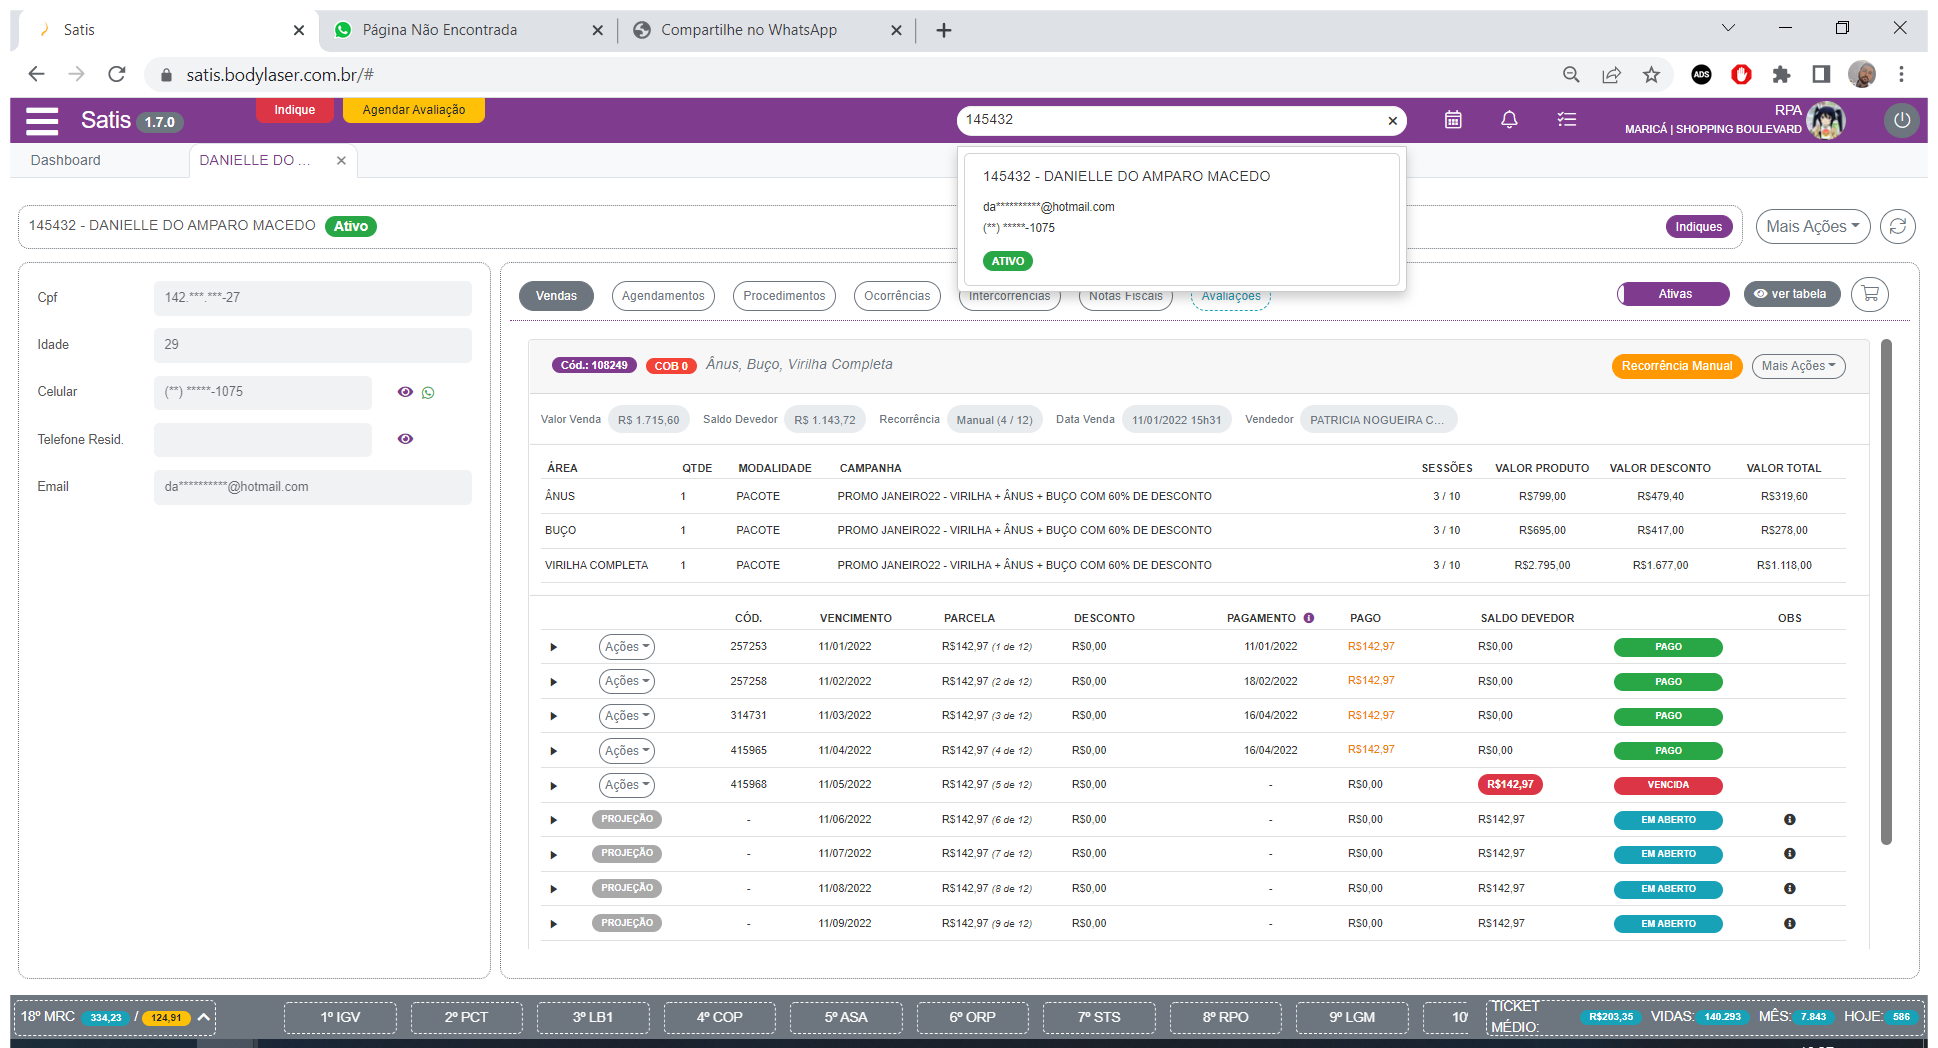 Satis
Página Não Encontrada
Compartilhe no WhatsApp
satis.bodylaser.com.br/#
ADS
Satis 1.7.0
Indique
Agendar Avaliação
145432
RPA
MARICÁ | SHOPPING BOULEVARD
Dashboard
DANIELLE DO ...
145432 - DANIELLE DO AMPARO MACEDO
da**********@hotmail.com
(**) *****-1075
ATIVO
145432 - DANIELLE DO AMPARO MACEDO Ativo
Indiques
Mais Ações
Cpf 142.***.***-27
Idade 29
Celular (**) *****-1075
Telefone Resid.
Email da**********@hotmail.com
Vendas Agendamentos Procedimentos Ocorrências Intercorrências Notas Fiscais Avaliações Ativas ver tabela
Cód.: 108249 COB 0 Ânus, Buço, Virilha Completa Recorrência Manual Mais Ações
Valor Venda R$ 1.715,60 Saldo Devedor R$ 1.143,72 Recorrência Manual (4 / 12) Data Venda 11/01/2022 15h31 Vendedor PATRICIA NOGUEIRA C...
ÁREA QTDE MODALIDADE CAMPANHA SESSÕES VALOR PRODUTO VALOR DESCONTO VALOR TOTAL
ÂNUS 1 PACOTE PROMO JANEIRO22 - VIRILHA + ÂNUS + BUÇO COM 60% DE DESCONTO 3 / 10 R$799,00 R$479,40 R$319,60
BUÇO 1 PACOTE PROMO JANEIRO22 - VIRILHA + ÂNUS + BUÇO COM 60% DE DESCONTO 3 / 10 R$695,00 R$417,00 R$278,00
VIRILHA COMPLETA 1 PACOTE PROMO JANEIRO22 - VIRILHA + ÂNUS + BUÇO COM 60% DE DESCONTO 3 / 10 R$2.795,00 R$1.677,00 R$1.118,00
CÓD. VENCIMENTO PARCELA DESCONTO PAGAMENTO PAGO SALDO DEVEDOR OBS
Ações 257253 11/01/2022 R$142,97 (1 de 12) R$0,00 11/01/2022 R$142,97 R$0,00 PAGO
Ações 257258 11/02/2022 R$142,97 (2 de 12) R$0,00 18/02/2022 R$142,97 R$0,00 PAGO
Ações 314731 11/03/2022 R$142,97 (3 de 12) R$0,00 16/04/2022 R$142,97 R$0,00 PAGO
Ações 415965 11/04/2022 R$142,97 (4 de 12) R$0,00 16/04/2022 R$142,97 R$0,00 PAGO
Ações 415968 11/05/2022 R$142,97 (5 de 12) R$0,00 - R$0,00 R$142,97 VENCIDA
PROJEÇÃO - 11/06/2022 R$142,97 (6 de 12) R$0,00 - R$0,00 R$142,97 EM ABERTO
PROJEÇÃO - 11/07/2022 R$142,97 (7 de 12) R$0,00 - R$0,00 R$142,97 EM ABERTO
PROJEÇÃO - 11/08/2022 R$142,97 (8 de 12) R$0,00 - R$0,00 R$142,97 EM ABERTO
PROJEÇÃO - 11/09/2022 R$142,97 (9 de 12) R$0,00 - R$0,00 R$142,97 EM ABERTO
18º MRC 334,23 / 124,91 1º IGV 2º PCT 3º LB1 4º COP 5º ASA 6º ORP 7º STS 8º RPO 9º LGM TICKET MÉDIO: R$203,35 VIDAS: 140.293 MÊS: 7.843 HOJE: 586